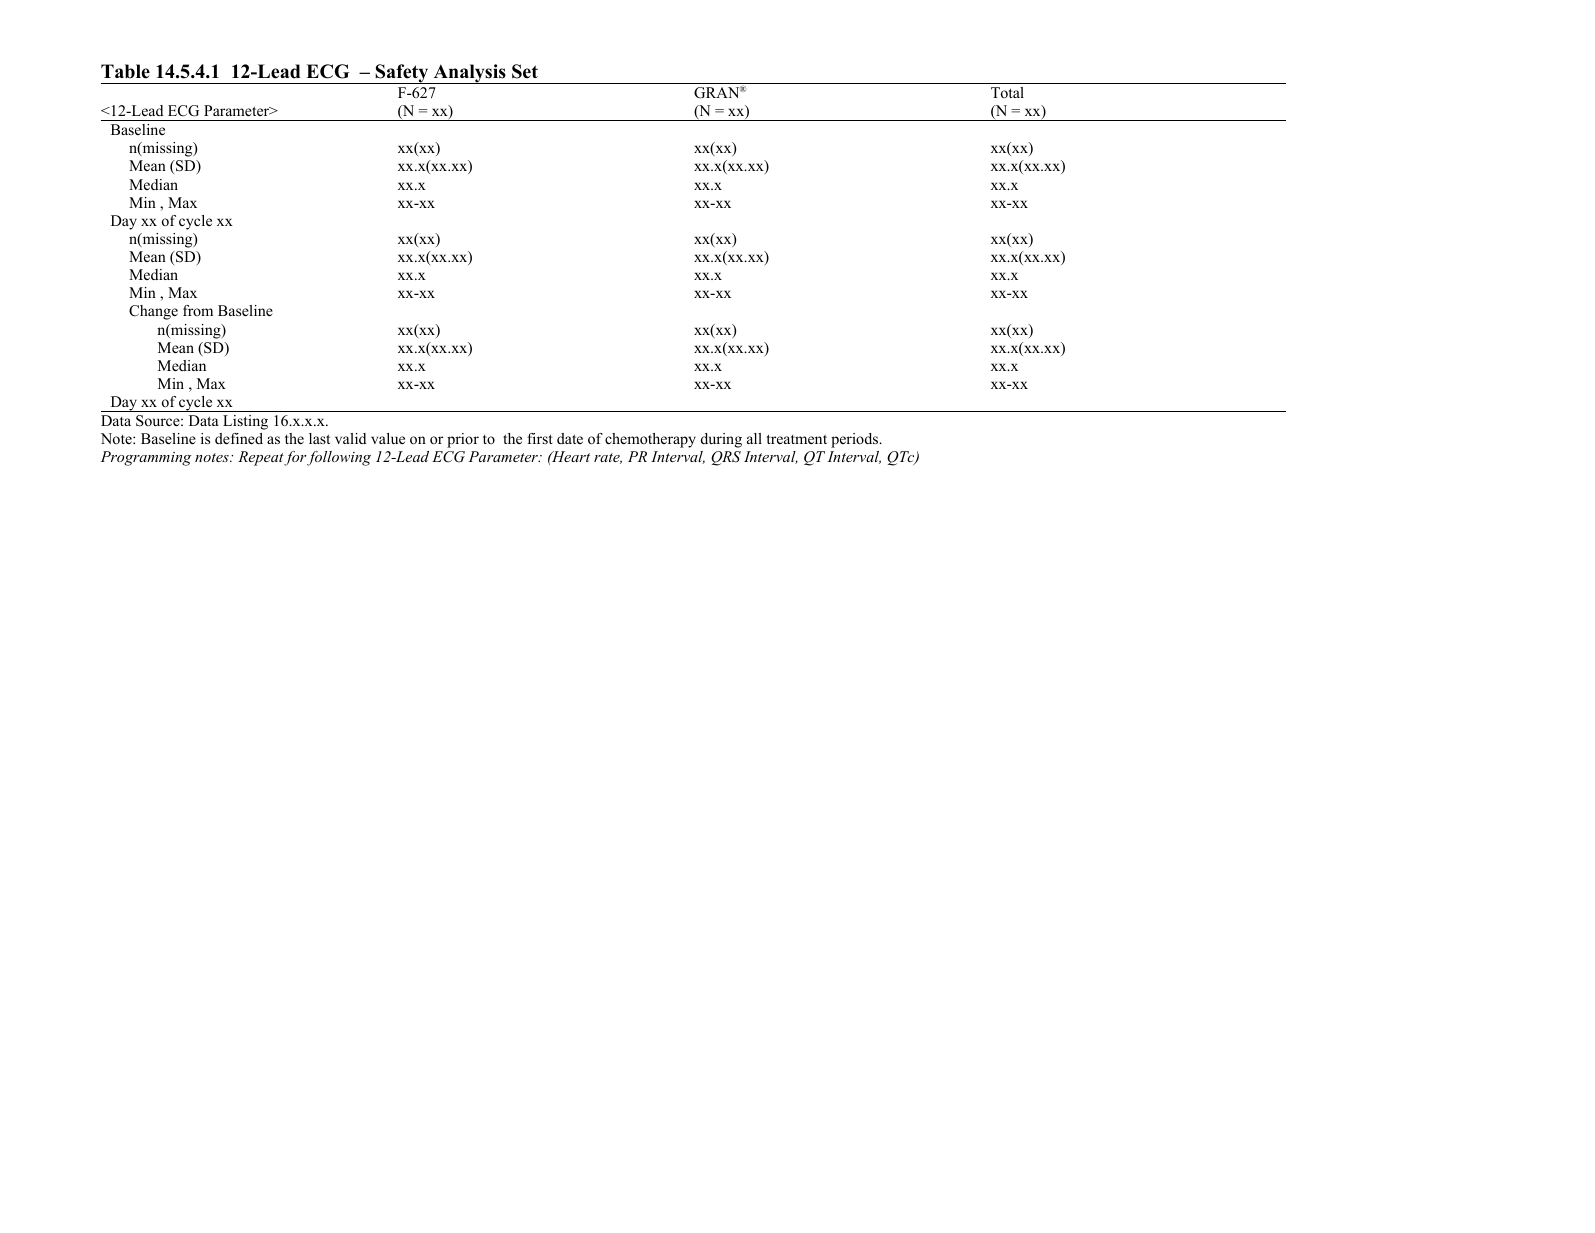 Table 14.5.4.1  12-Lead ECG  – Safety Analysis Set
F-627 GRAN® Total
<12-Lead ECG Parameter> (N = xx) (N = xx) (N = xx)
Baseline
n(missing) xx(xx) xx(xx) xx(xx)
Mean (SD) xx.x(xx.xx) xx.x(xx.xx) xx.x(xx.xx)
Median xx.x xx.x xx.x
Min , Max xx-xx xx-xx xx-xx
Day xx of cycle xx
n(missing) xx(xx) xx(xx) xx(xx)
Mean (SD) xx.x(xx.xx) xx.x(xx.xx) xx.x(xx.xx)
Median xx.x xx.x xx.x
Min , Max xx-xx xx-xx xx-xx
Change from Baseline
n(missing) xx(xx) xx(xx) xx(xx)
Mean (SD) xx.x(xx.xx) xx.x(xx.xx) xx.x(xx.xx)
Median xx.x xx.x xx.x
Min , Max xx-xx xx-xx xx-xx
Day xx of cycle xx
Data Source: Data Listing 16.x.x.x.
Note: Baseline is defined as the last valid value on or prior to  the first date of chemotherapy during all treatment periods.
Programming notes: Repeat for following 12-Lead ECG Parameter: (Heart rate, PR Interval, QRS Interval, QT Interval, QTc)